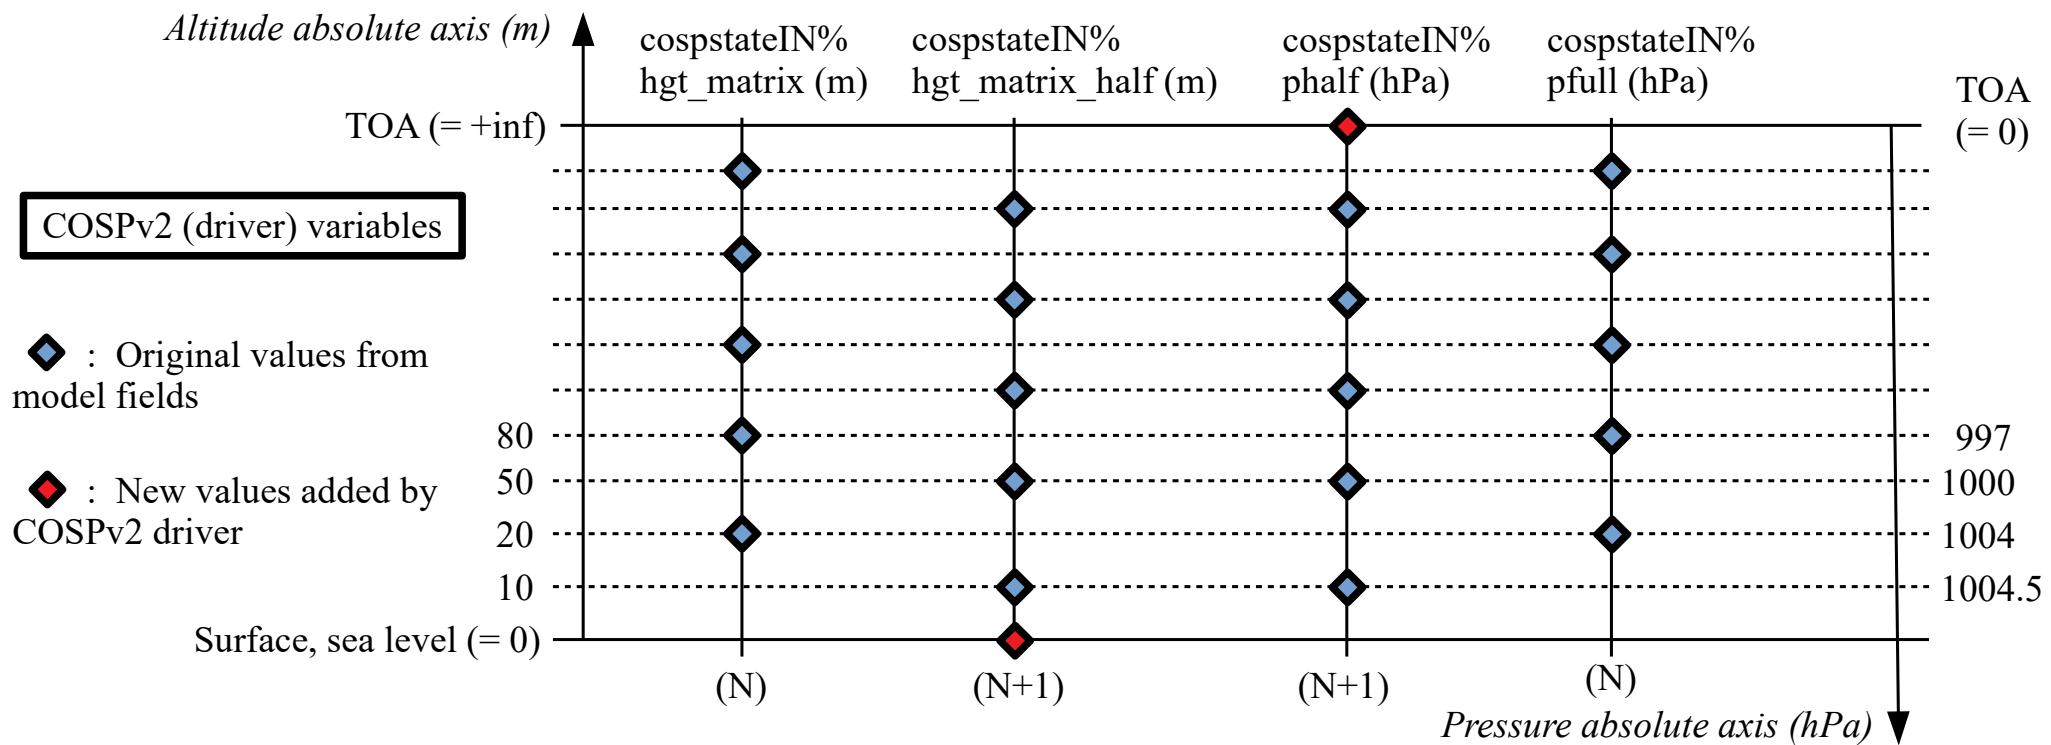 Altitude absolute axis (m)
cospstateIN%
hgt_matrix (m)
cospstateIN%
hgt_matrix_half (m)
cospstateIN%
phalf (hPa)
cospstateIN%
pfull (hPa)
TOA
(= 0)
TOA (= +inf)
COSPv2 (driver) variables
: Original values from
model fields
: New values added by
COSPv2 driver
80
50
20
10
Surface, sea level (= 0)
997
1000
1004
1004.5
(N)
(N+1)
(N+1)
(N)
Pressure absolute axis (hPa)